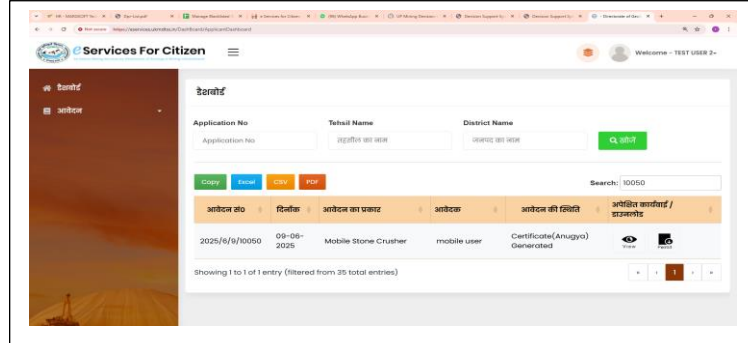 Not secure
eServices For Citizen
Welcome - TEST USER 2
डैशबोर्ड
आवेदन
डैशबोर्ड
Application No
Tehsil Name
District Name
Application No
तहसील का नाम
जनपद का नाम
खोजें
Copy
Excel
CSV
PDF
Search: 10050
आवेदन सं०
दिनाँक
आवेदन का प्रकार
आवेदक
आवेदन की स्थिति
अपेक्षित कार्यवाई / डाउनलोड
2025/6/9/10050
09-06-2025
Mobile Stone Crusher
mobile user
Certificate(Anugya) Generated
View
Showing 1 to 1 of 1 entry (filtered from 35 total entries)
« ‹ 1 › »